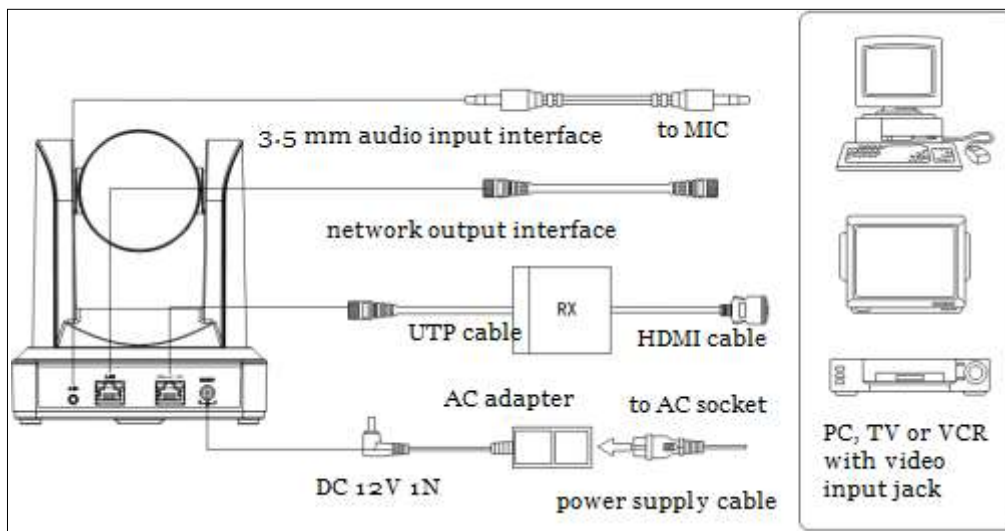 3.5 mm audio input interface
to MIC
network output interface
RX
UTP cable
HDMI cable
AC adapter
to AC socket
DC 12V 1N
power supply cable
PC, TV or VCR
with video
input jack